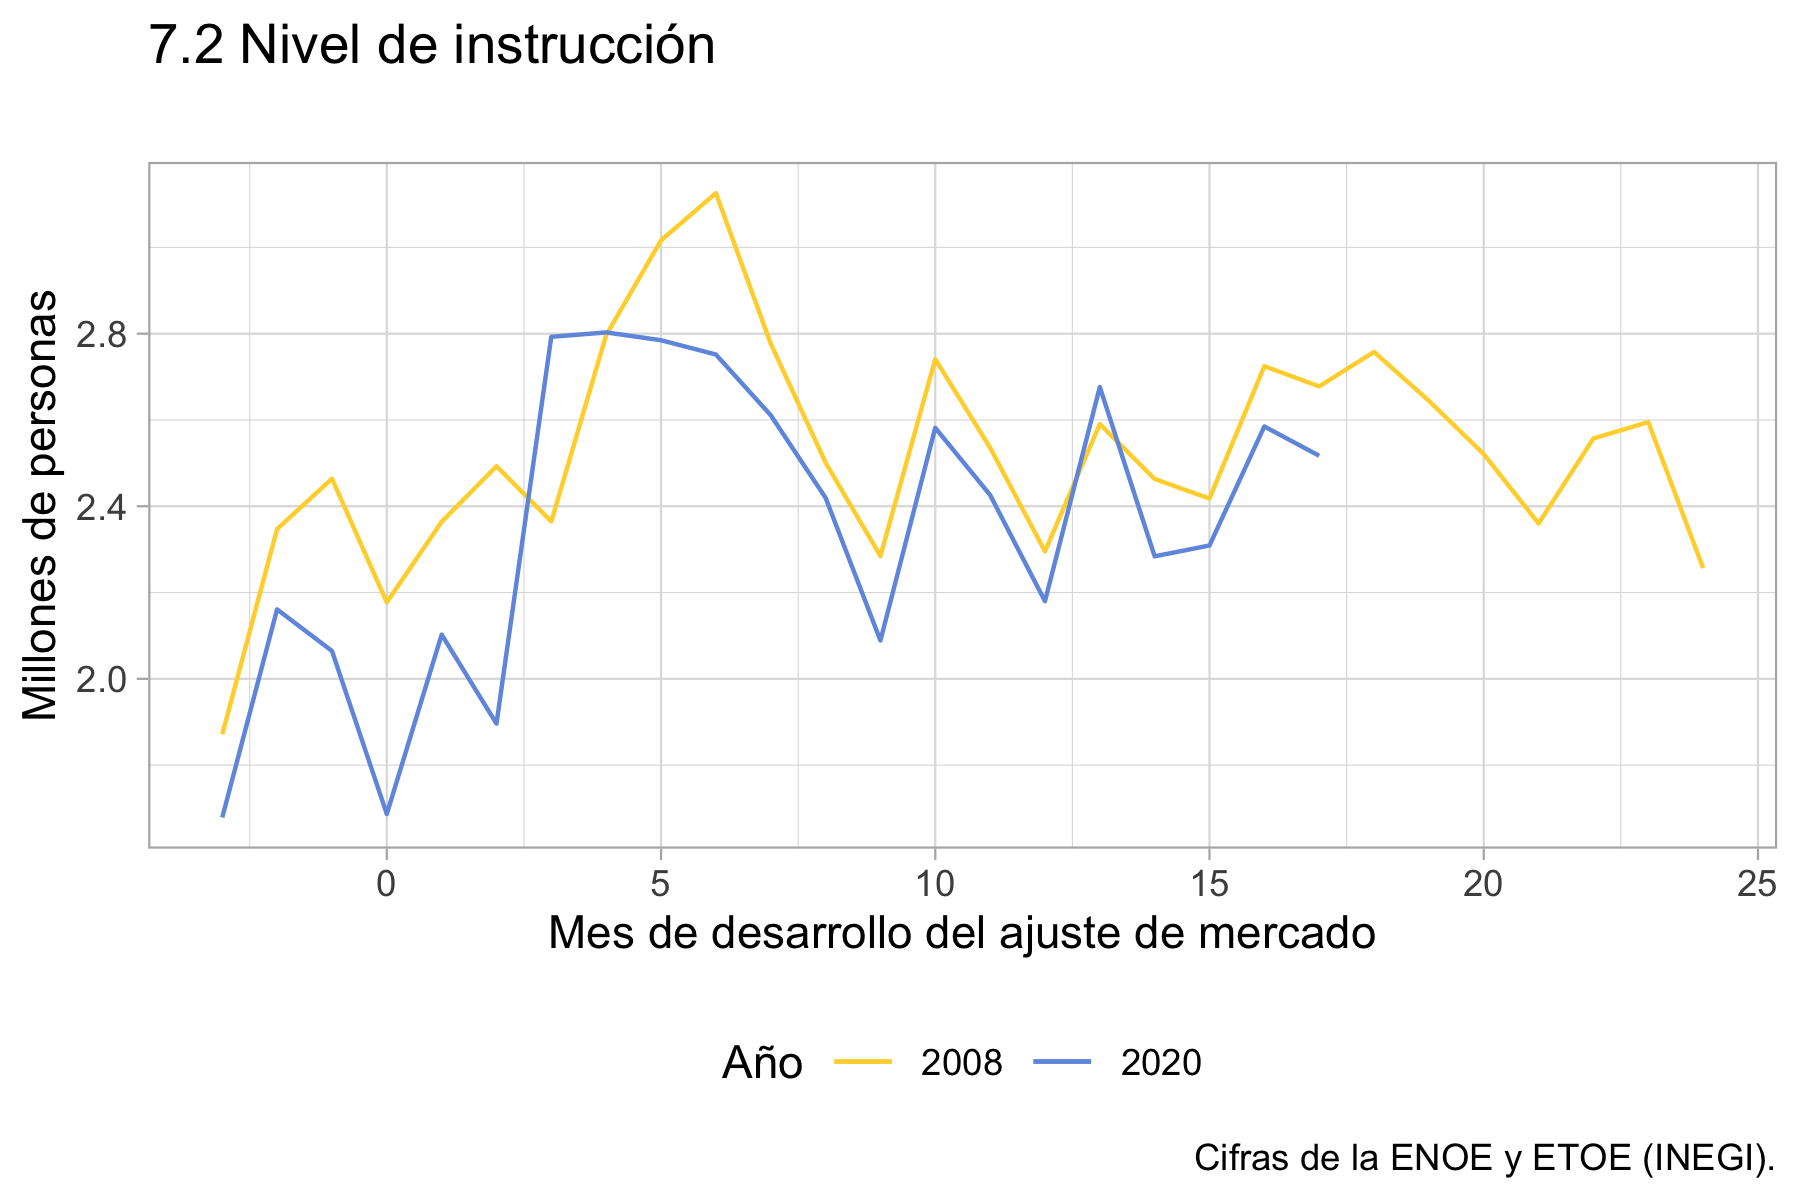 7.2 Nivel de instrucción
Millones de personas
2.8
2.4
2.0
0 5 10 15 20 25
Mes de desarrollo del ajuste de mercado
Año 2008 2020
Cifras de la ENOE y ETOE (INEGI).